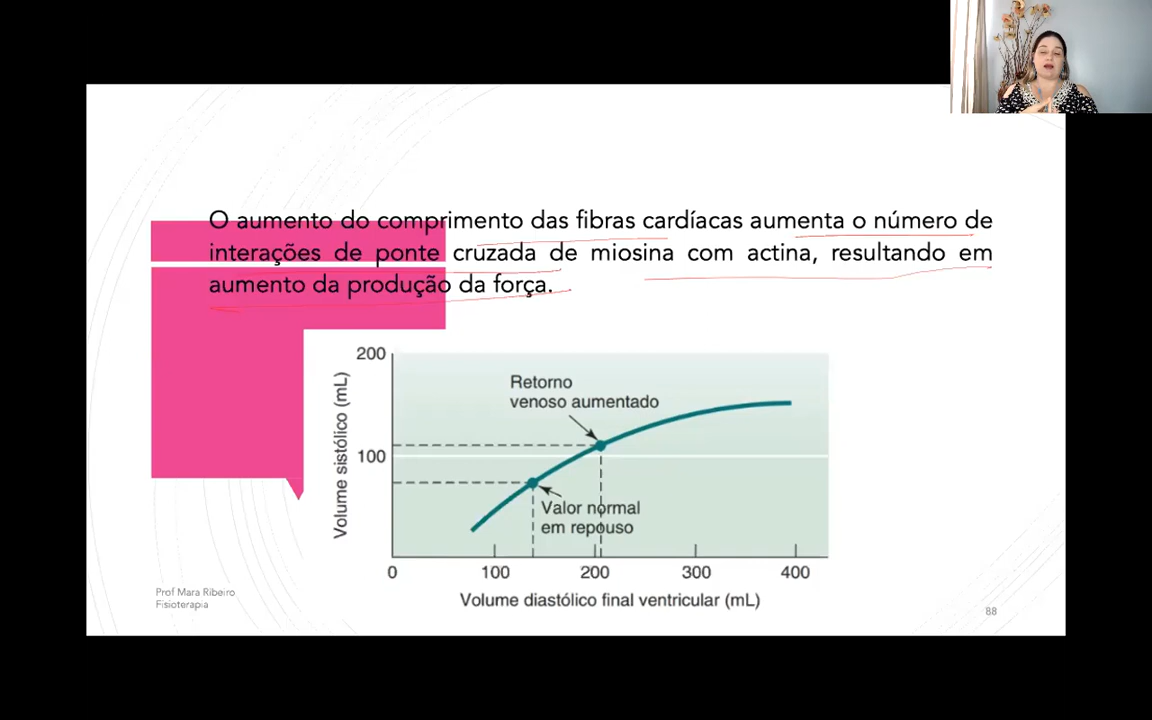 O aumento do comprimento das fibras cardíacas aumenta o número de
interações de ponte cruzada de miosina com actina, resultando em
aumento da produção da força.
200
Retorno
venoso aumentado
Volume sistólico (mL)
100
Valor normal
em repouso
0 100 200 300 400
Volume diastólico final ventricular (mL)
Prof Mara Ribeiro
Fisioterapia
88